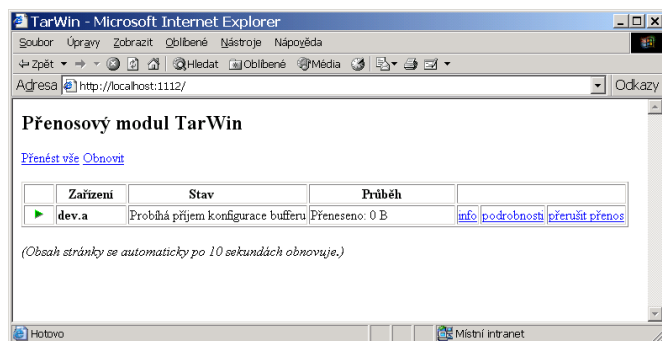 TarWin - Microsoft Internet Explorer
Soubor Úpravy Zobrazit Oblíbené Nástroje Nápověda
Zpět Hledat Oblíbené Média
Adresa http://localhost:1112/ Odkazy
Přenosový modul TarWin
Přenést vše Obnovit
Zařízení Stav Průběh
dev.a Probíhá příjem konfigurace bufferu Přeneseno: 0 B info podrobnosti přerušit přenos
(Obsah stránky se automaticky po 10 sekundách obnovuje.)
Hotovo Místní intranet